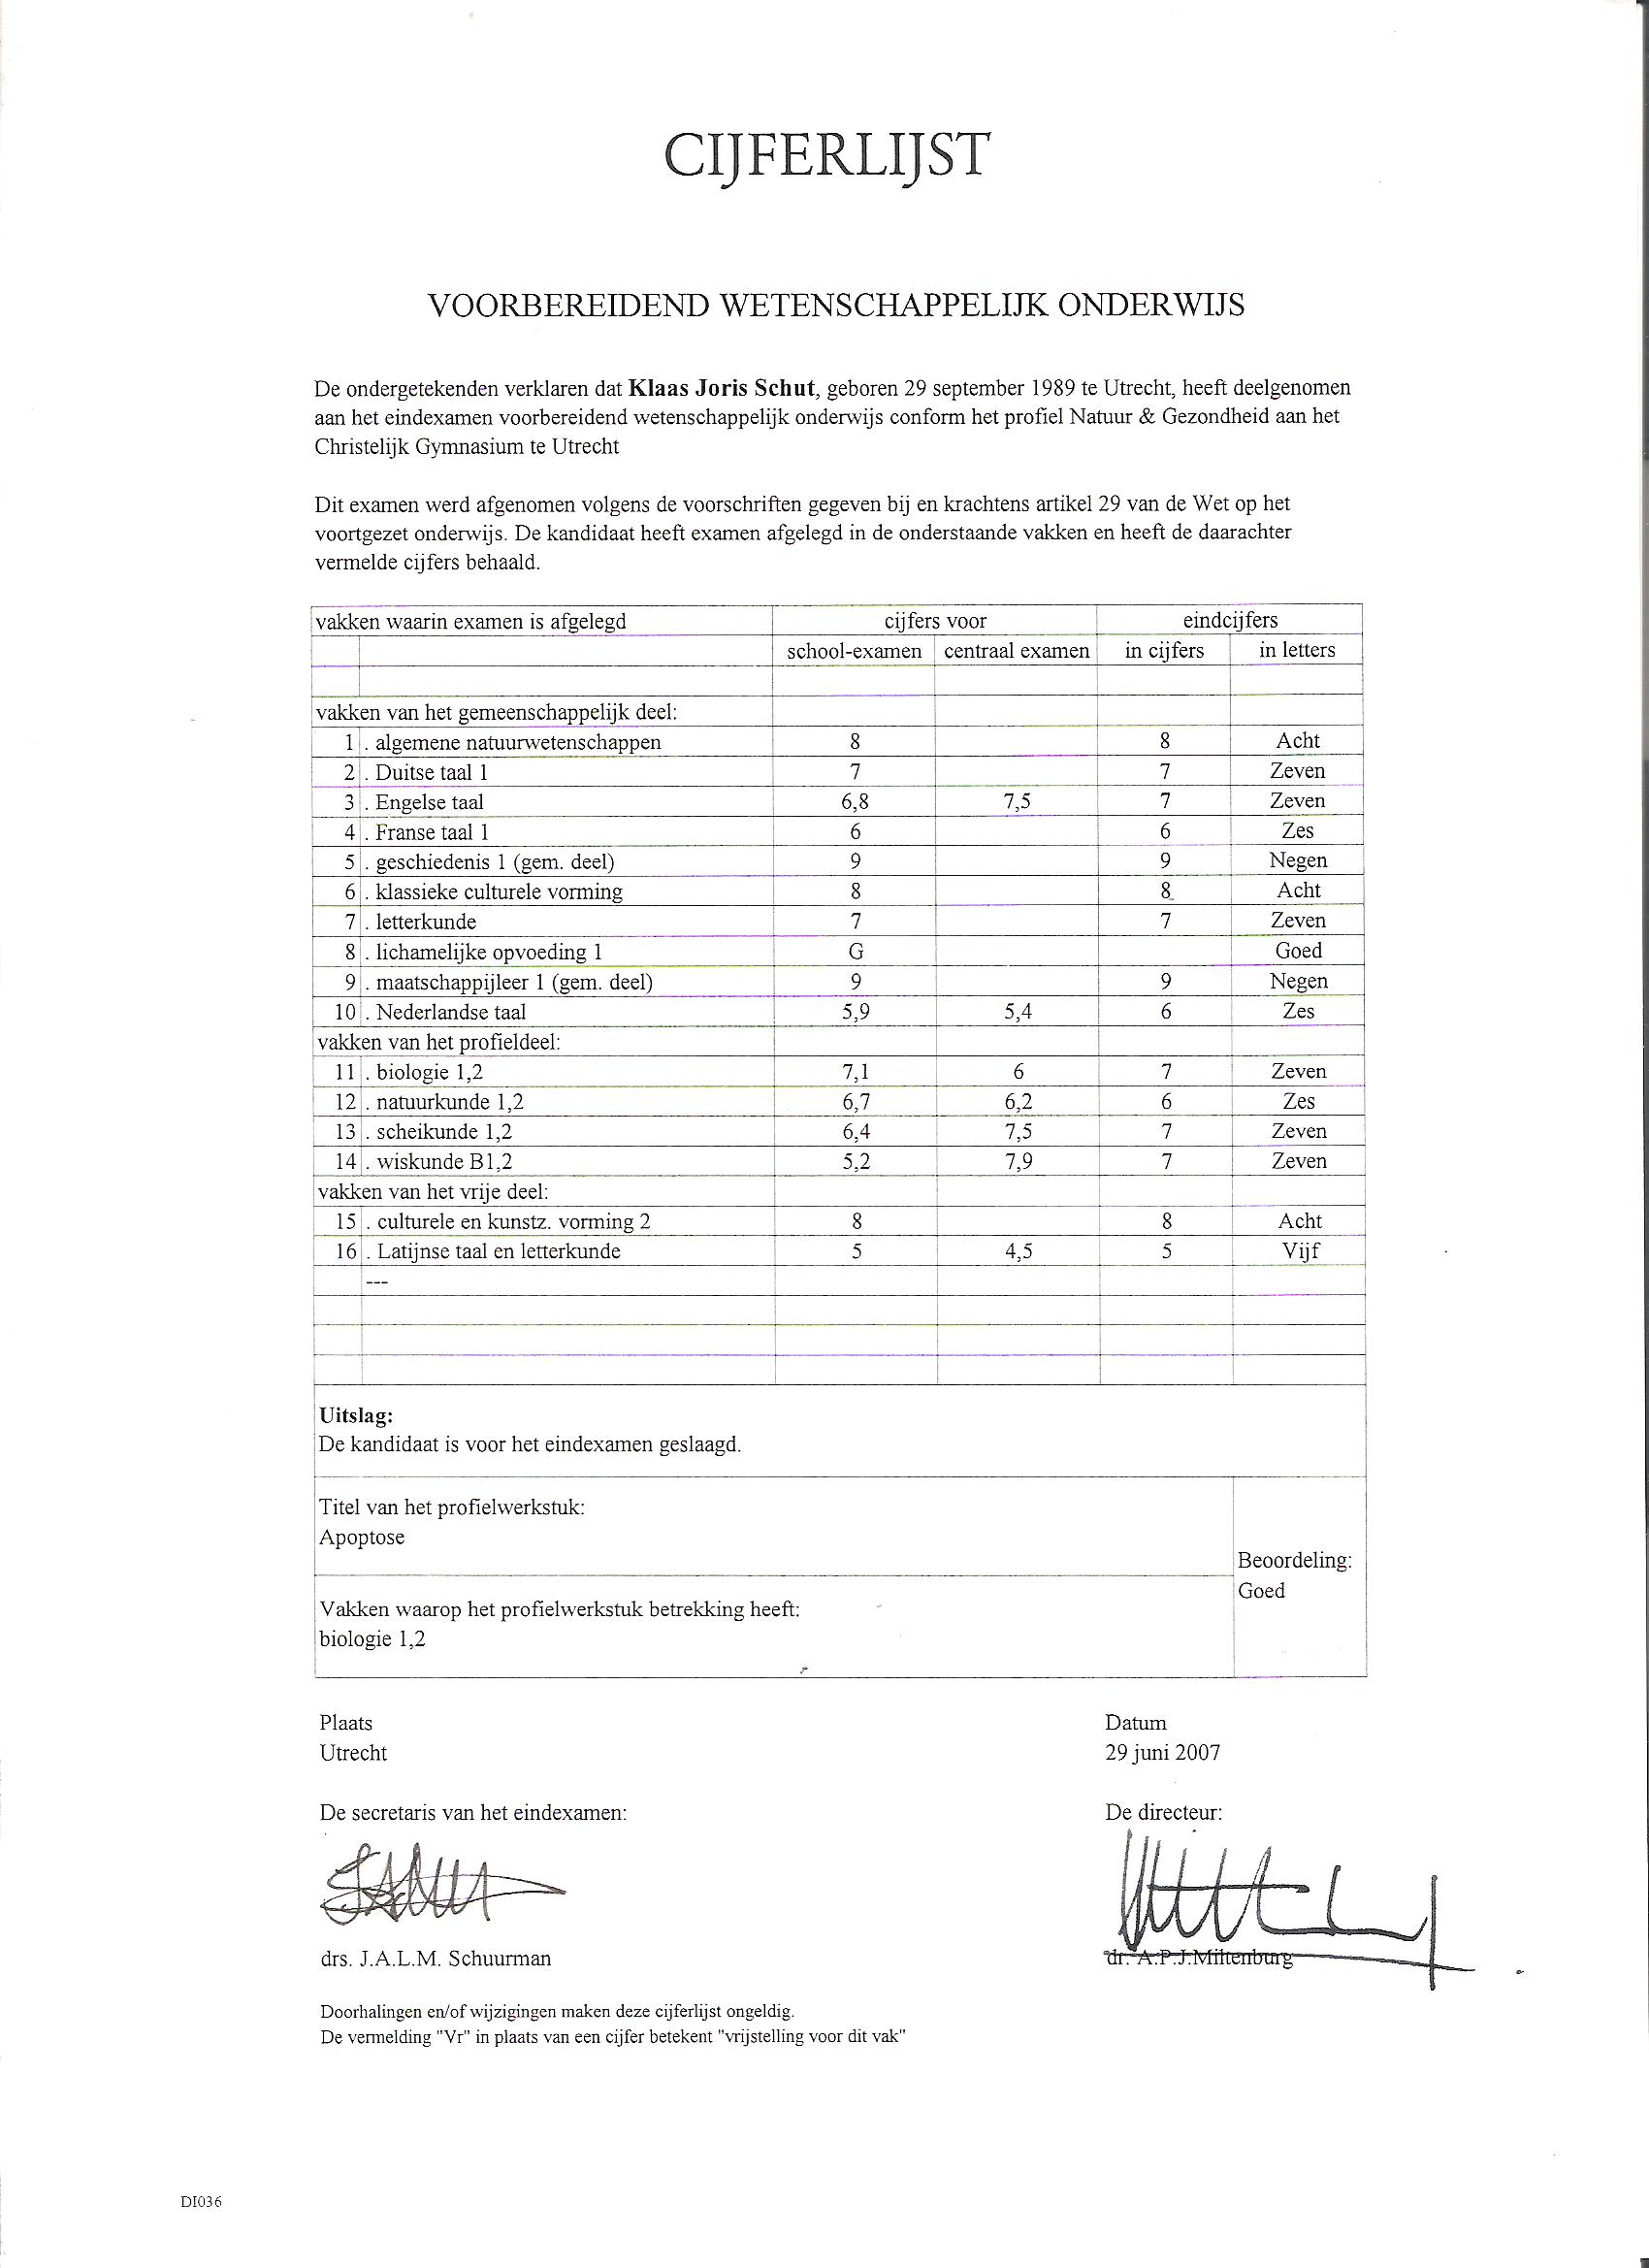 CIJFERLIJST
VOORBEREIDEND WETENSCHAPPELIJK ONDERWIJS
De ondergetekenden verklaren dat Klaas Joris Schut, geboren 29 september 1989 te Utrecht, heeft deelgenomen
aan het eindexamen voorbereidend wetenschappelijk onderwijs conform het profiel Natuur & Gezondheid aan het
Christelijk Gymnasium te Utrecht
Dit examen werd afgenomen volgens de voorschriften gegeven bij en krachtens artikel 29 van de Wet op het
voortgezet onderwijs. De kandidaat heeft examen afgelegd in de onderstaande vakken en heeft de daarachter
vermelde cijfers behaald.
vakken waarin examen is afgelegd cijfers voor eindcijfers
school-examen centraal examen in cijfers in letters
vakken van het gemeenschappelijk deel:
1 . algemene natuurwetenschappen 8 8 Acht
2 . Duitse taal 1 7 7 Zeven
3 . Engelse taal 6,8 7,5 7 Zeven
4 . Franse taal 1 6 6 Zes
5 . geschiedenis 1 (gem. deel) 9 9 Negen
6 . klassieke culturele vorming 8 8 Acht
7 . letterkunde 7 7 Zeven
8 . lichamelijke opvoeding 1 G Goed
9 . maatschappijleer 1 (gem. deel) 9 9 Negen
10 . Nederlandse taal 5,9 5,4 6 Zes
vakken van het profieldeel:
11 . biologie 1,2 7,1 6 7 Zeven
12 . natuurkunde 1,2 6,7 6,2 6 Zes
13 . scheikunde 1,2 6,4 7,5 7 Zeven
14 . wiskunde B1,2 5,2 7,9 7 Zeven
vakken van het vrije deel:
15 . culturele en kunstz. vorming 2 8 8 Acht
16 . Latijnse taal en letterkunde 5 4,5 5 Vijf
---
Uitslag:
De kandidaat is voor het eindexamen geslaagd.
Titel van het profielwerkstuk:
Apoptose
Beoordeling:
Goed
Vakken waarop het profielwerkstuk betrekking heeft:
biologie 1,2
Plaats Datum
Utrecht 29 juni 2007
De secretaris van het eindexamen: De directeur:
drs. J.A.L.M. Schuurman dr. A.P.J.Miltenburg
Doorhalingen en/of wijzigingen maken deze cijferlijst ongeldig.
De vermelding "Vr" in plaats van een cijfer betekent "vrijstelling voor dit vak"
DI036